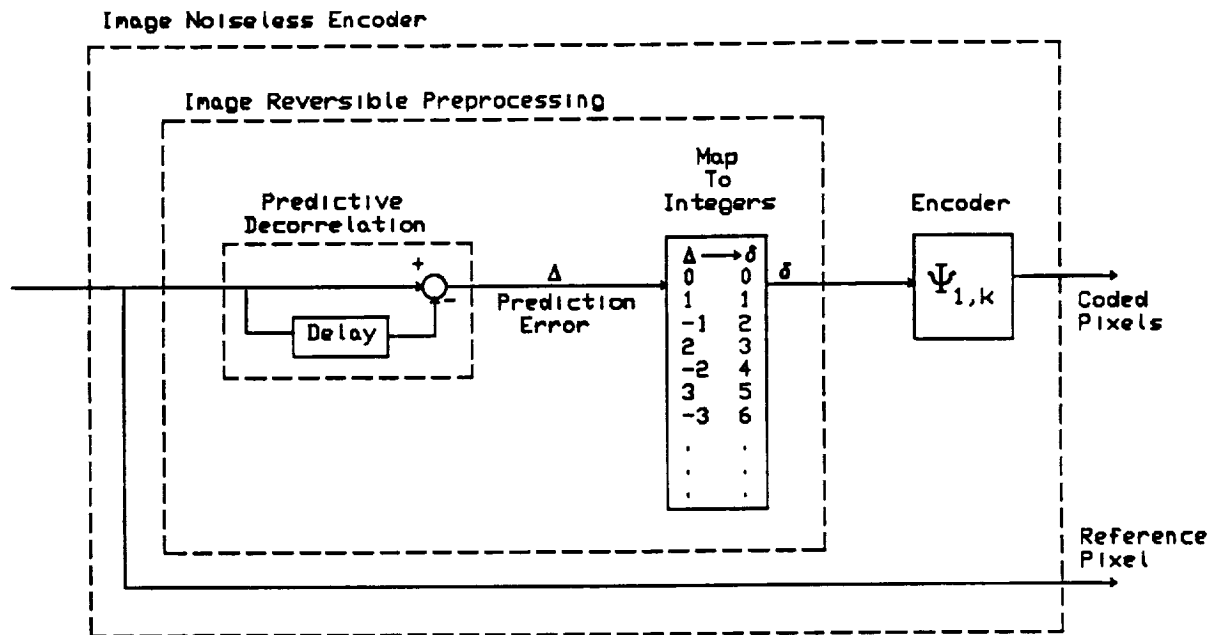 Image Noiseless Encoder
Image Reversible Preprocessing
Map
To
Integers
Predictive
Decorrelation
Encoder
+
-
Delay
Δ
Prediction
Error
Δ → δ
0 0
1 1
-1 2
2 3
-2 4
3 5
-3 6
. .
. .
. .
δ
Ψ1,k
Coded
Pixels
Reference
Pixel